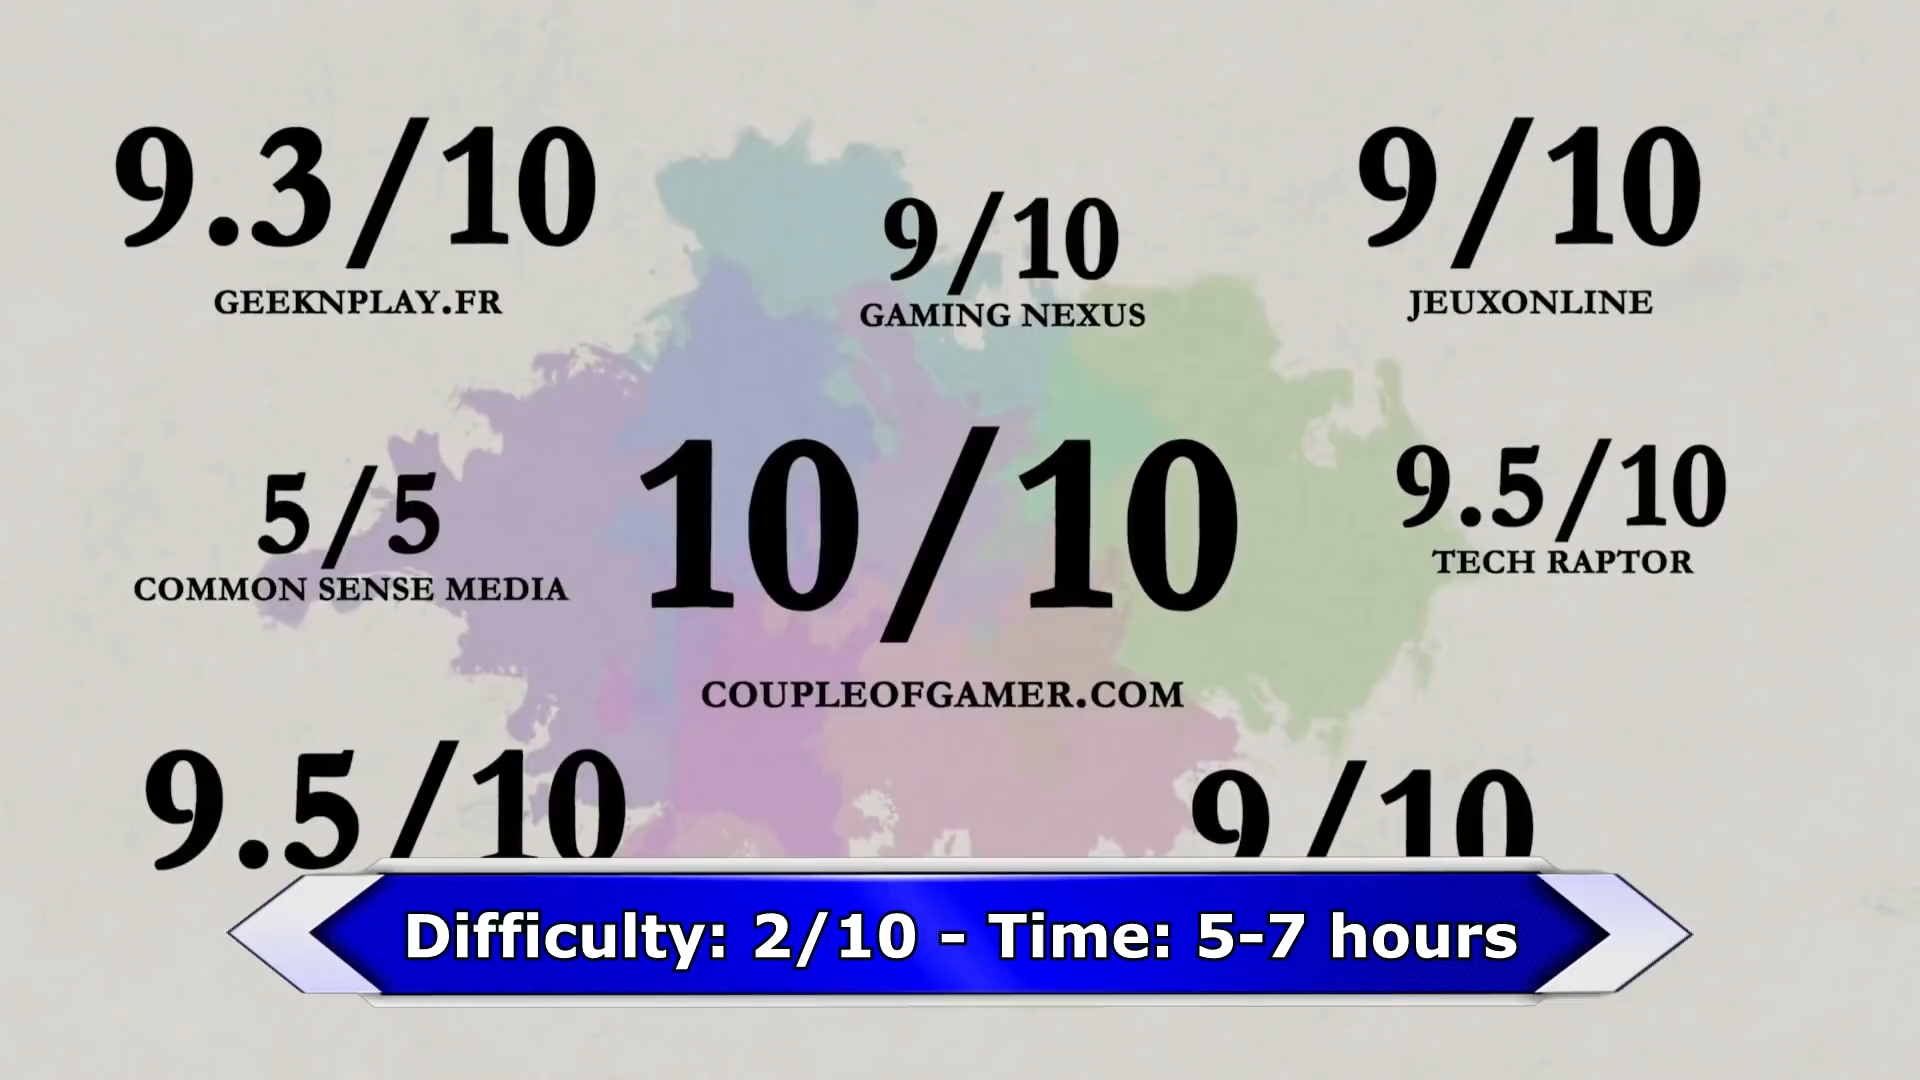 9.3/10
GEEKNPLAY.FR
9/10
GAMING NEXUS
9/10
JEUXONLINE
5/5
COMMON SENSE MEDIA
10/10
COUPLEOFGAMER.COM
9.5/10
TECH RAPTOR
9.5/10
9/10
Difficulty: 2/10 - Time: 5-7 hours